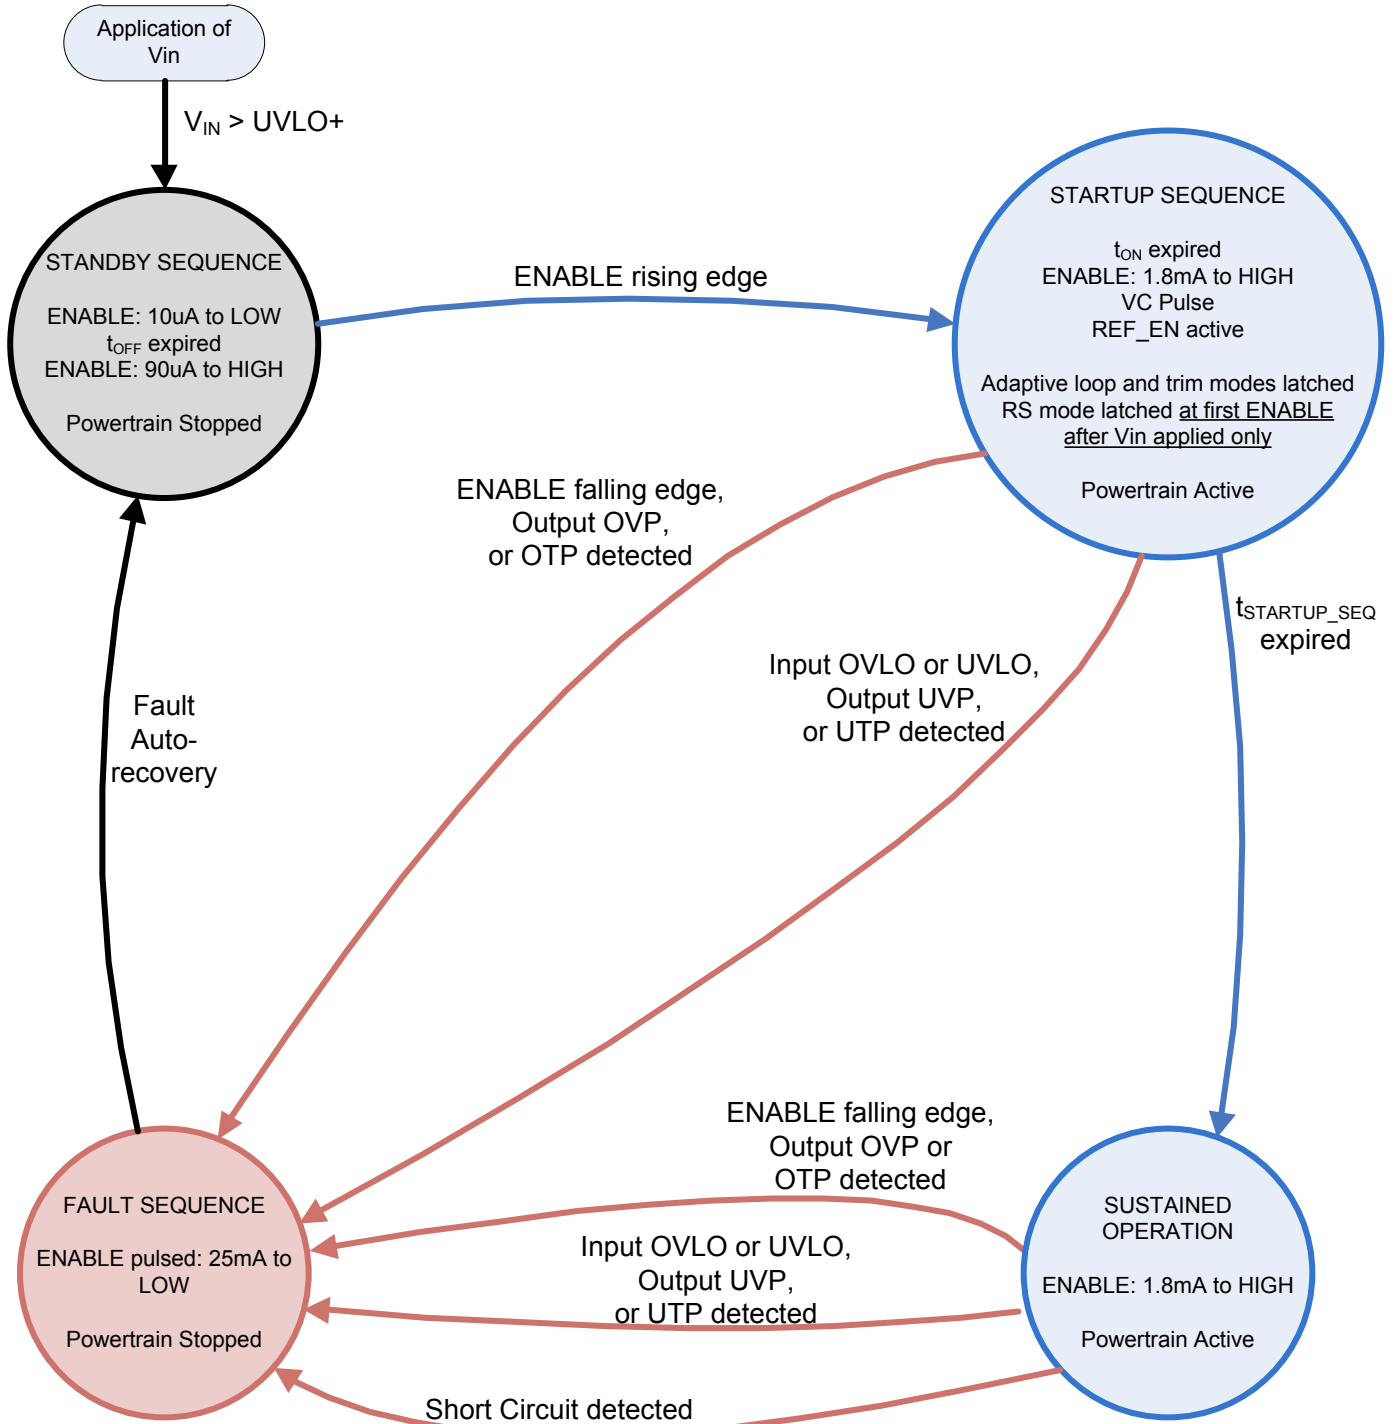 Application of
Vin
VIN > UVLO+
STANDBY SEQUENCE
ENABLE: 10uA to LOW
tOFF expired
ENABLE: 90uA to HIGH
Powertrain Stopped
ENABLE rising edge
STARTUP SEQUENCE
tON expired
ENABLE: 1.8mA to HIGH
VC Pulse
REF_EN active
Adaptive loop and trim modes latched
RS mode latched at first ENABLE
after Vin applied only
Powertrain Active
ENABLE falling edge,
Output OVP,
or OTP detected
tSTARTUP_SEQ
expired
Input OVLO or UVLO,
Output UVP,
or UTP detected
Fault
Auto-
recovery
ENABLE falling edge,
Output OVP or
OTP detected
FAULT SEQUENCE
ENABLE pulsed: 25mA to
LOW
Powertrain Stopped
Input OVLO or UVLO,
Output UVP,
or UTP detected
SUSTAINED
OPERATION
ENABLE: 1.8mA to HIGH
Powertrain Active
Short Circuit detected